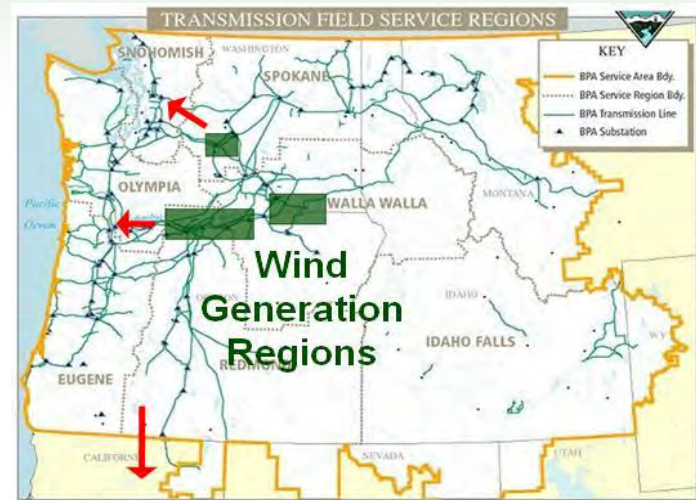 TRANSMISSION FIELD SERVICE REGIONS
KEY
BPA Service Area Bdy.
BPA Service Region Bdy.
BPA Transmission Line
BPA Substation
SNOHOMISH
WASHINGTON
SPOKANE
OLYMPIA
WALLA WALLA
MONTANA
Pacific
Ocean
Wind
Generation
Regions
IDAHO
IDAHO FALLS
WY
REDMOND
EUGENE
CALIFORNIA
NEVADA
UTAH